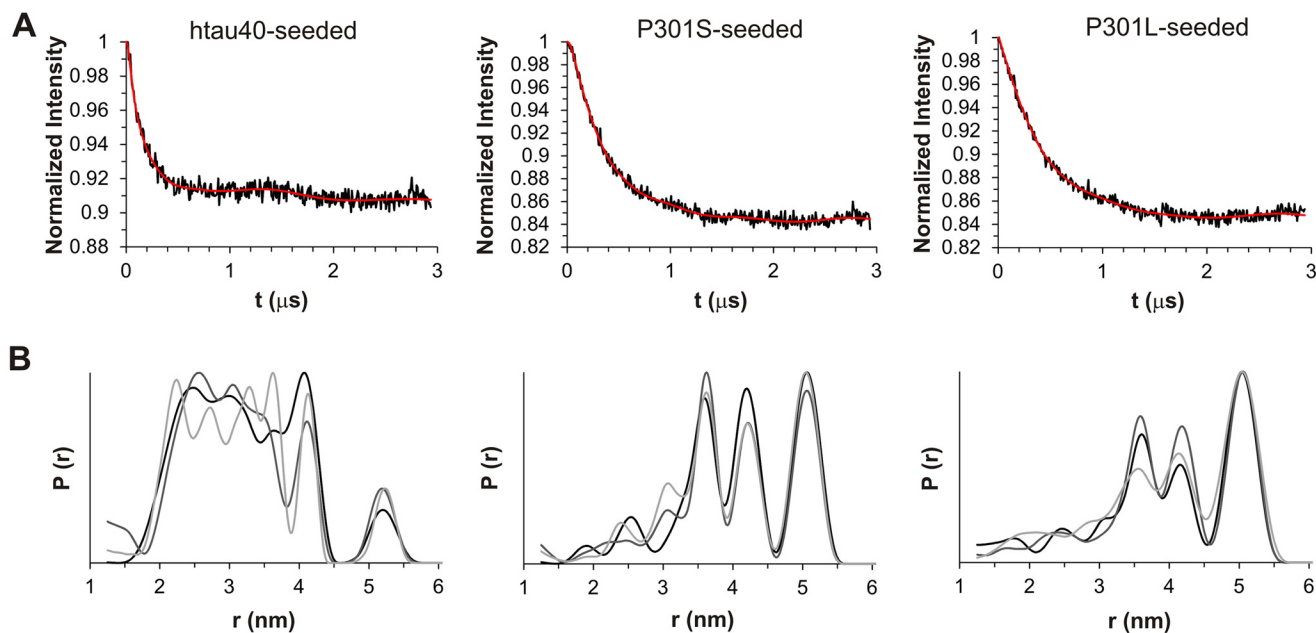 A
htau40-seeded
P301S-seeded
P301L-seeded
Normalized Intensity
1
0.98
0.96
0.94
0.92
0.9
0.88
0 1 2 3
t (μs)
Normalized Intensity
1
0.98
0.96
0.94
0.92
0.9
0.88
0.86
0.84
0.82
0 1 2 3
t (μs)
Normalized Intensity
1
0.98
0.96
0.94
0.92
0.9
0.88
0.86
0.84
0.82
0 1 2 3
t (μs)
B
P (r)
1 2 3 4 5 6
r (nm)
P (r)
1 2 3 4 5 6
r (nm)
P (r)
1 2 3 4 5 6
r (nm)